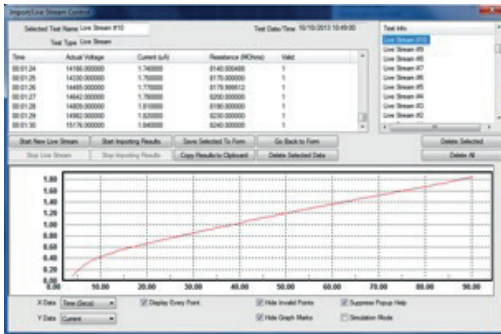 Import/Live Stream Control
Selected Test Name Live Stream #10 Test Date/Time 10/10/2013 10:49:00 Test Info
Test Type Live Stream
Live Stream #10
Live Stream #9
Live Stream #8
Live Stream #7
Live Stream #6
Live Stream #5
Live Stream #4
Live Stream #3
Live Stream #2
Time Actual Voltage Current (uA) Resistance (MOhms) Valid
00:01:24 14166.000000 1.740000 8140.000488 1
00:01:25 14330.000000 1.750000 8170.000000 1
00:01:26 14485.000000 1.770000 8179.999512 1
00:01:27 14642.000000 1.790000 8200.000000 1
00:01:28 14809.000000 1.810000 8190.000000 1
00:01:29 14982.000000 1.820000 8230.000000 1
00:01:30 15176.000000 1.840000 8240.000000 1
Start New Live Stream Start Importing Results Save Selected To Form Go Back to Form Delete Selected
Stop Live Stream Stop Importing Results Copy Results to Clipboard Delete Selected Data Delete All
1.80
1.60
1.40
1.20
1.00
0.80
0.60
0.40
0.20
0.00
0.00 10.00 20.00 30.00 40.00 50.00 60.00 70.00 80.00 90.00
X Data Time (Secs) Display Every Point Hide Invalid Points Suppress Popup Help
Y Data Current Hide Graph Marks Simulation Mode